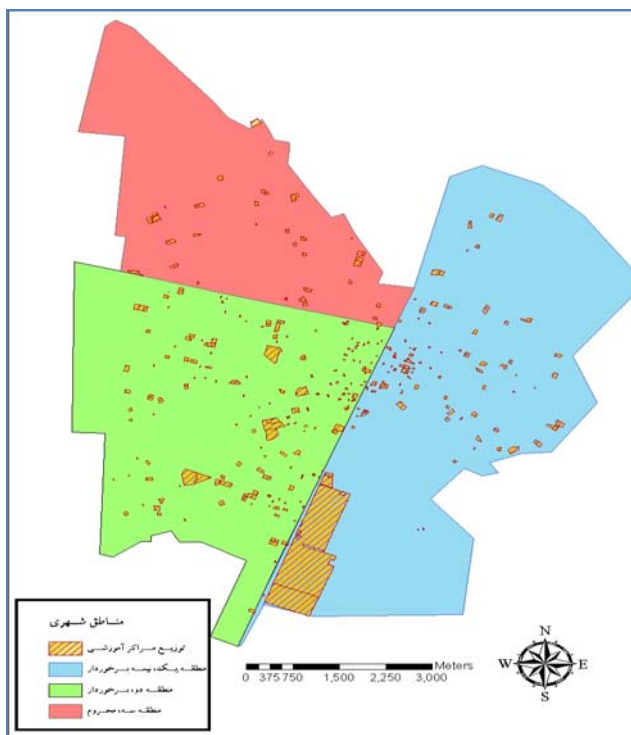 مناطق شهری
توزیع مراکز آموزشی
منطقه یک، نیمه برخوردار
منطقه دو، برخوردار
منطقه سه، محروم
Meters
0 375 750 1,500 2,250 3,000
N
W E
S